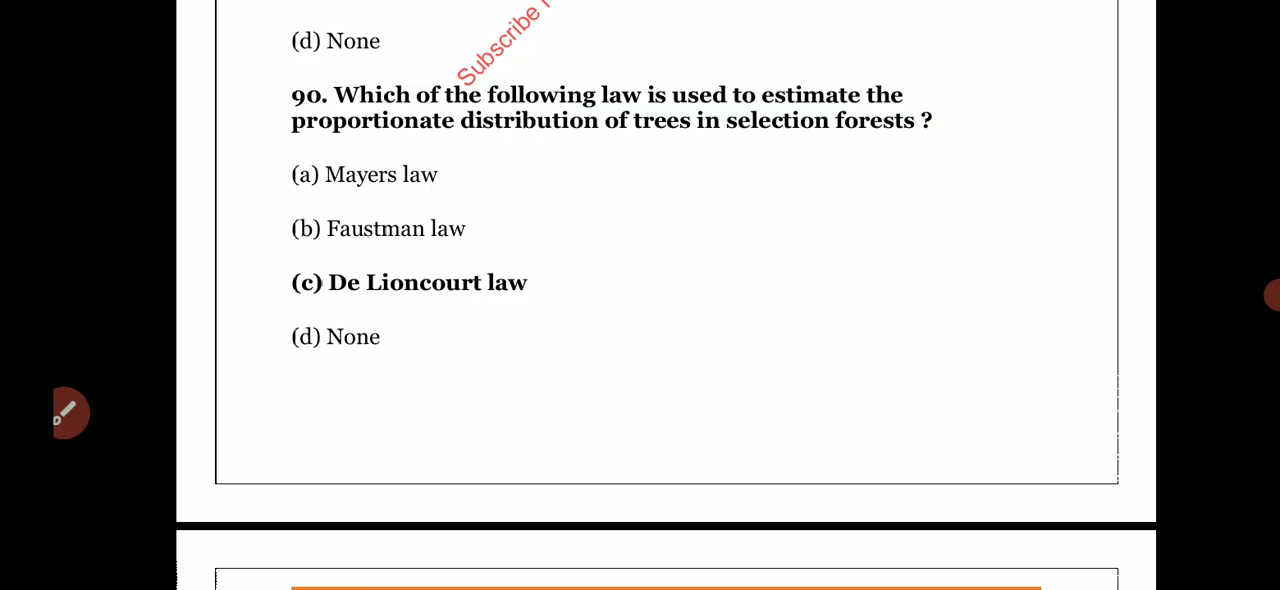 (d) None
Subscribe
90. Which of the following law is used to estimate the
proportionate distribution of trees in selection forests ?
(a) Mayers law
(b) Faustman law
(c) De Lioncourt law
(d) None